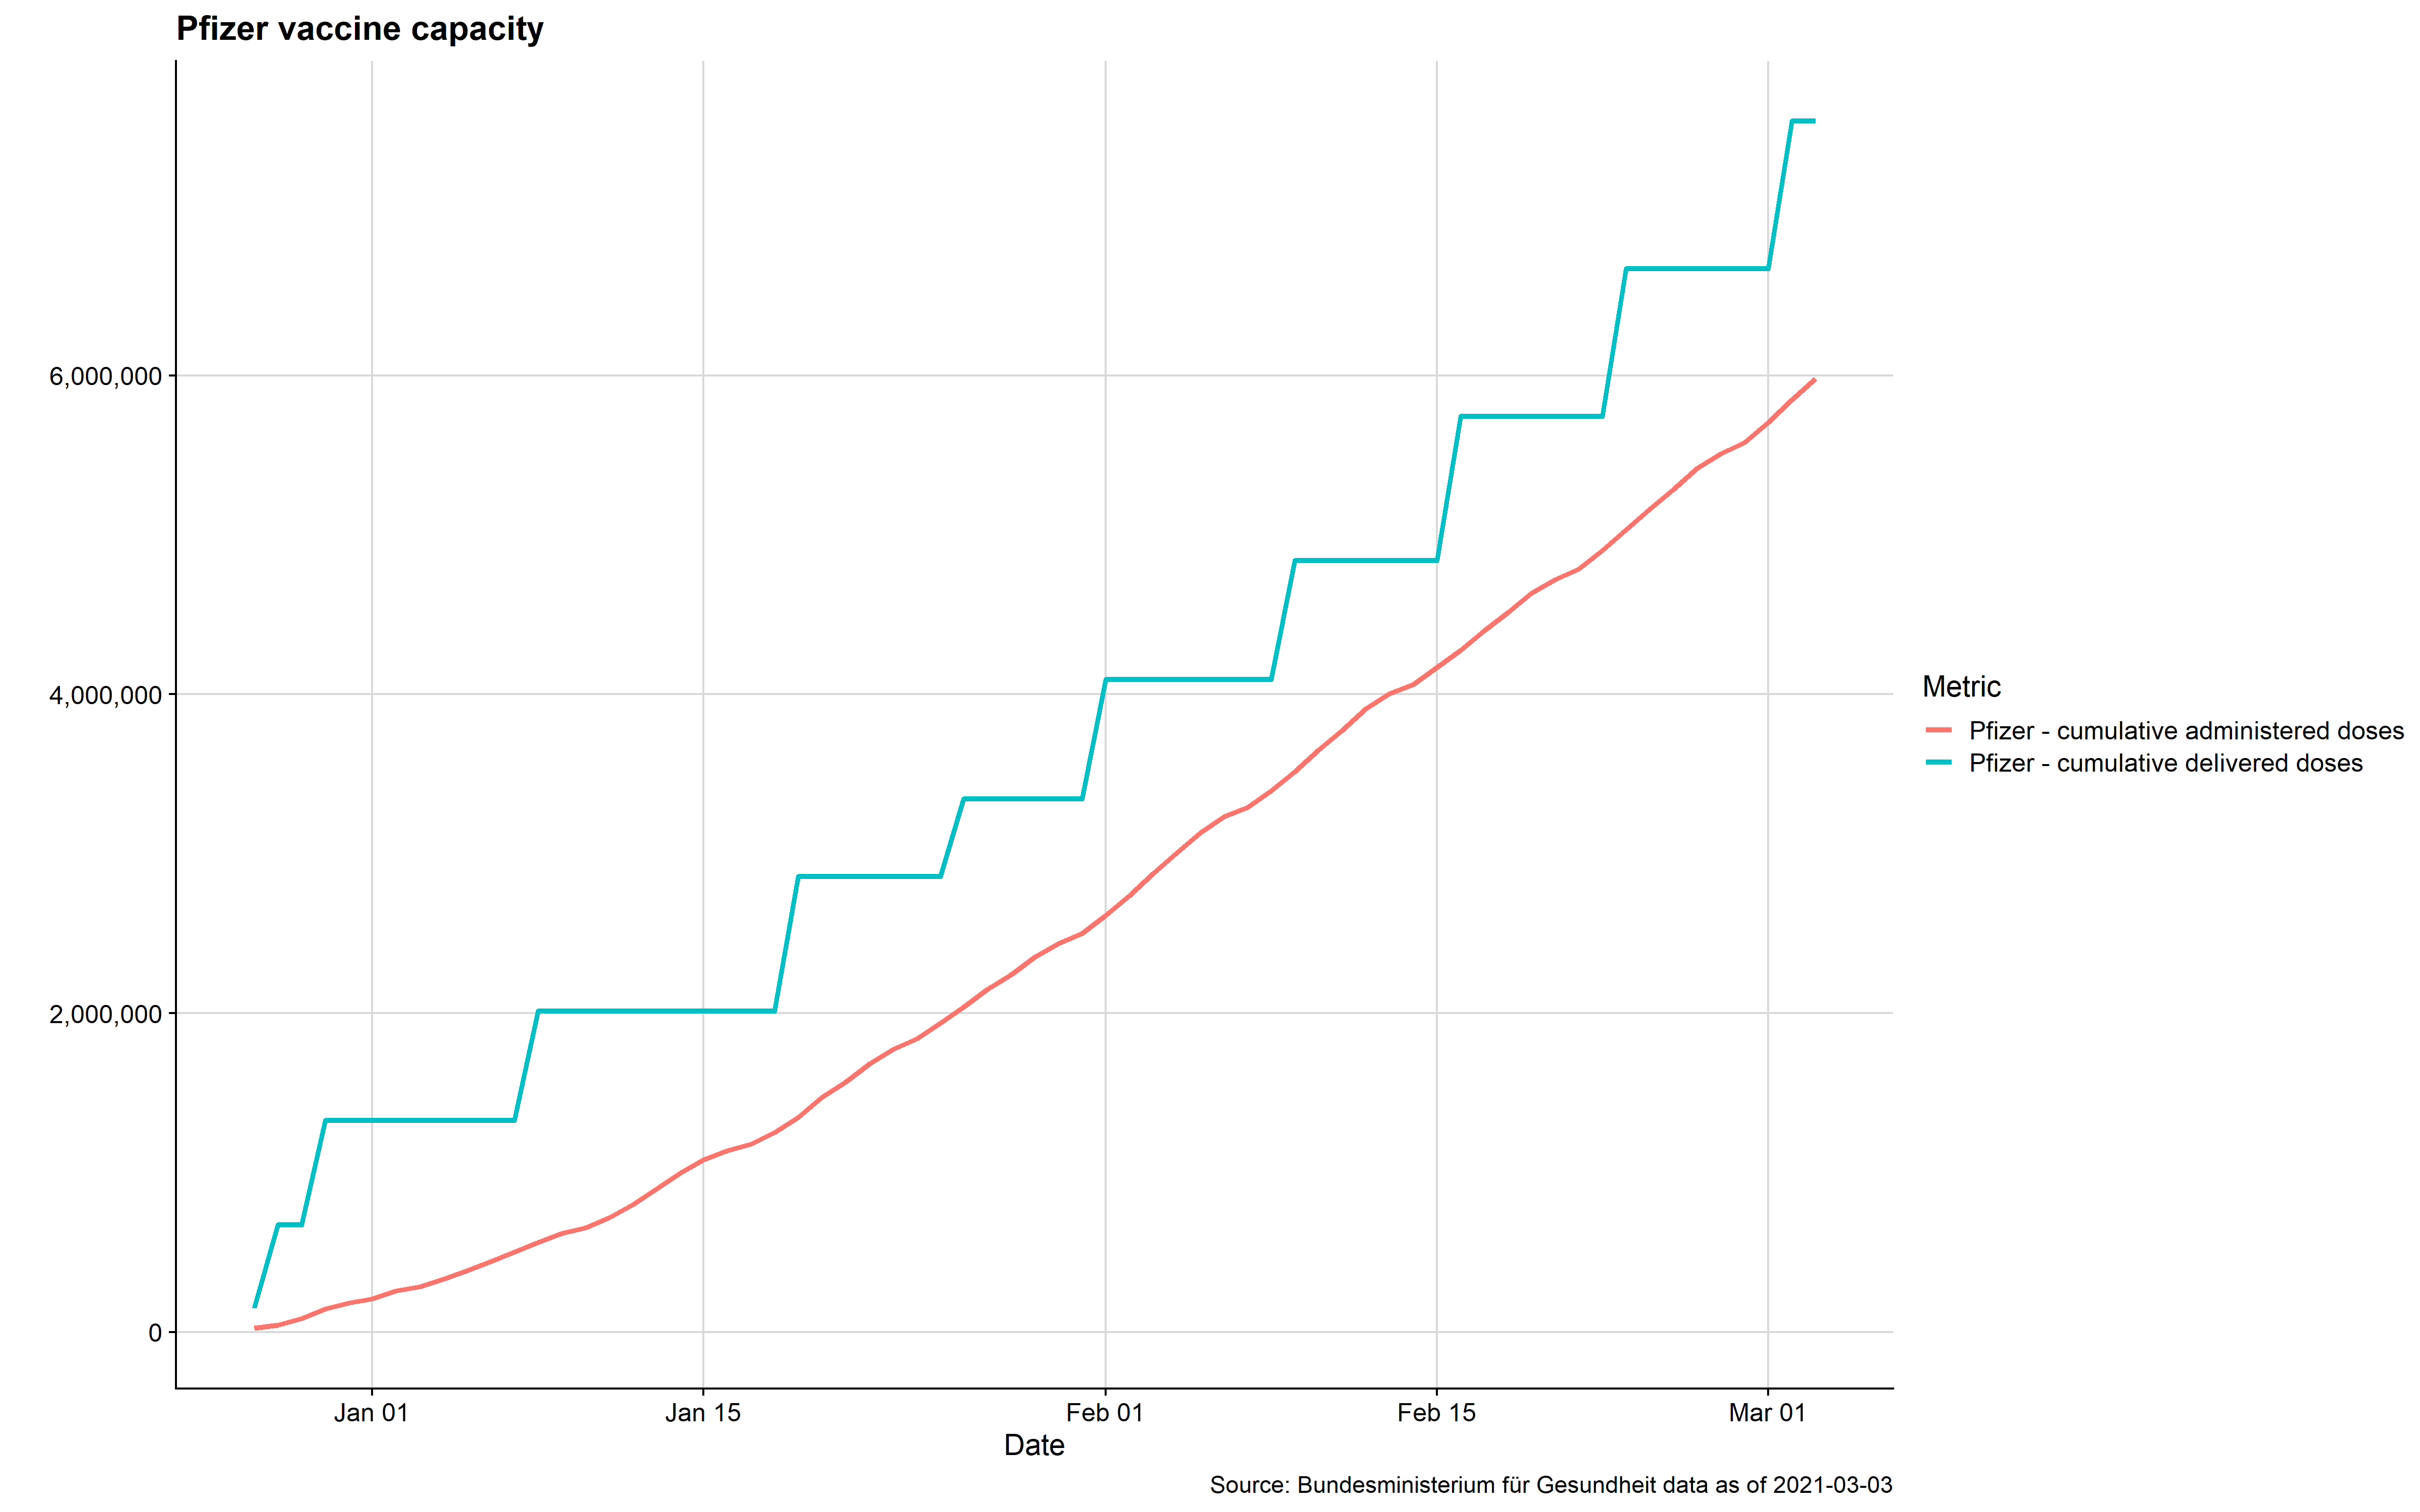 Pfizer vaccine capacity
6,000,000
4,000,000
2,000,000
0
Jan 01
Jan 15
Feb 01
Feb 15
Mar 01
Date
Metric
Pfizer - cumulative administered doses
Pfizer - cumulative delivered doses
Source: Bundesministerium für Gesundheit data as of 2021-03-03